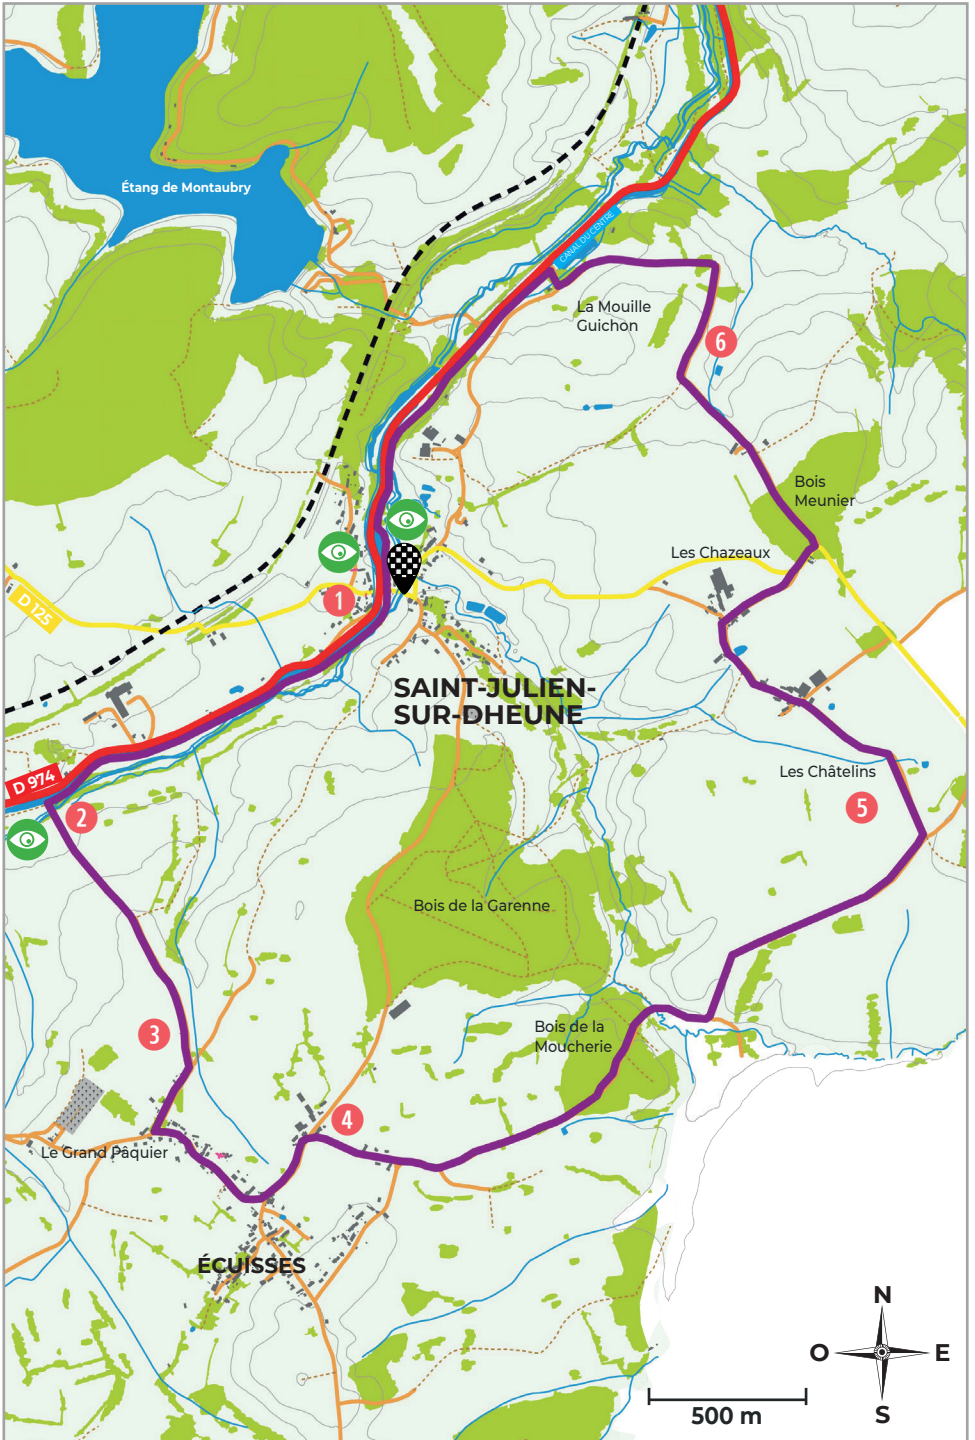 Étang de Montaubry
CANAL DU CENTRE
La Mouille
Guichon
6
Bois
Meunier
Les Chazeaux
1
D 125
SAINT-JULIEN-
SUR-DHEUNE
D 974
2
Les Châtelins
5
Bois de la Garenne
3
Bois de la
Moucherie
4
Le Grand Pâquier
ÉCUISSES
N
O
E
S
500 m